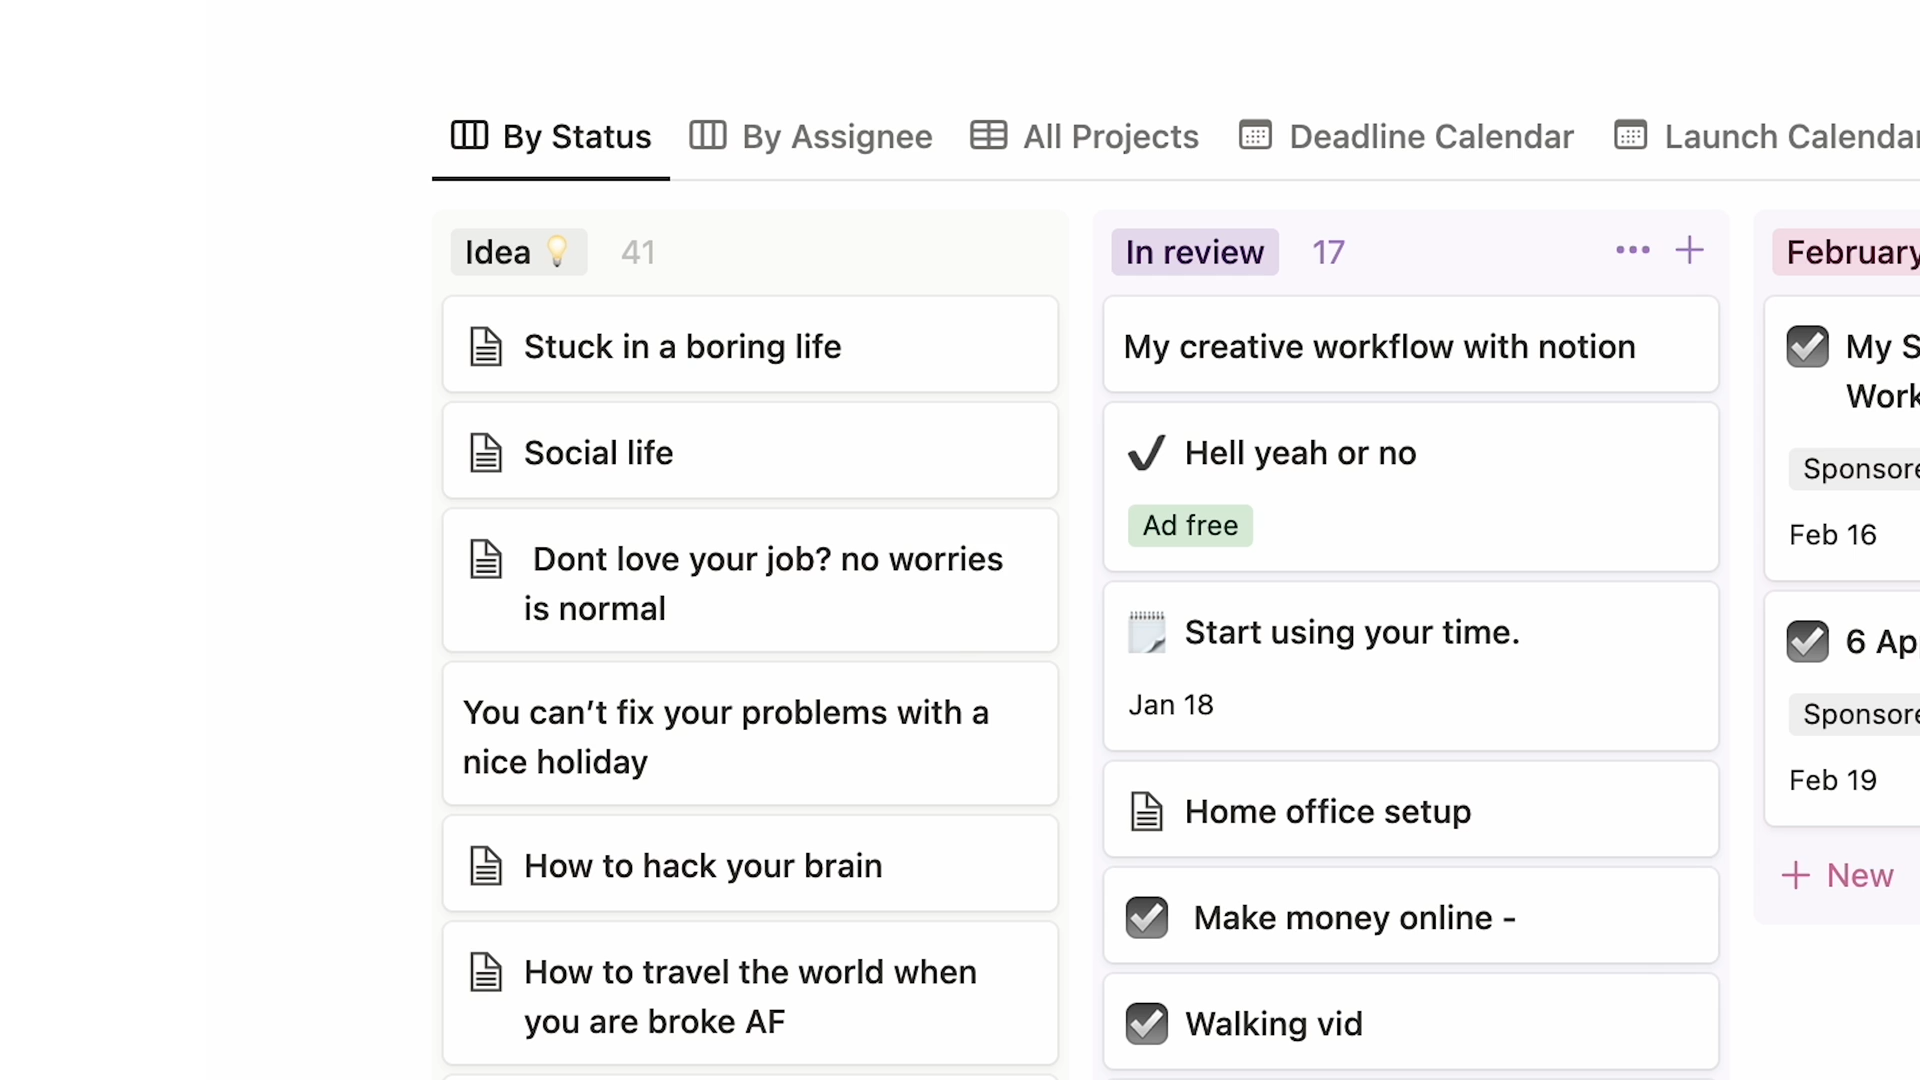 By Status
By Assignee
All Projects
Deadline Calendar
Launch Calendar
Idea 💡 41
Stuck in a boring life
Social life
Dont love your job? no worries
is normal
You can’t fix your problems with a
nice holiday
How to hack your brain
How to travel the world when
you are broke AF
In review 17
My creative workflow with notion
Hell yeah or no
Ad free
Start using your time.
Jan 18
Home office setup
Make money online -
Walking vid
February
My S
Work
Sponsore
Feb 16
6 Ap
Sponsore
Feb 19
+ New